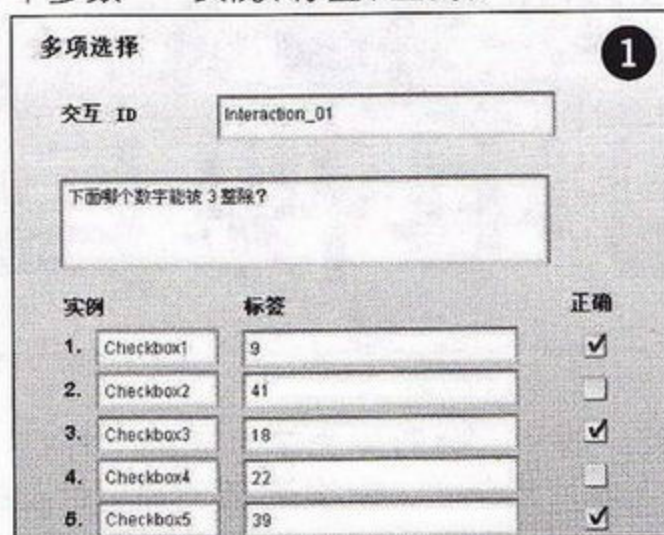 多项选择
1
交互 ID Interaction_01
下面哪个数字能被 3 整除?
实例 标签 正确
1. Checkbox1 9
2. Checkbox2 41
3. Checkbox3 18
4. Checkbox4 22
5. Checkbox5 39